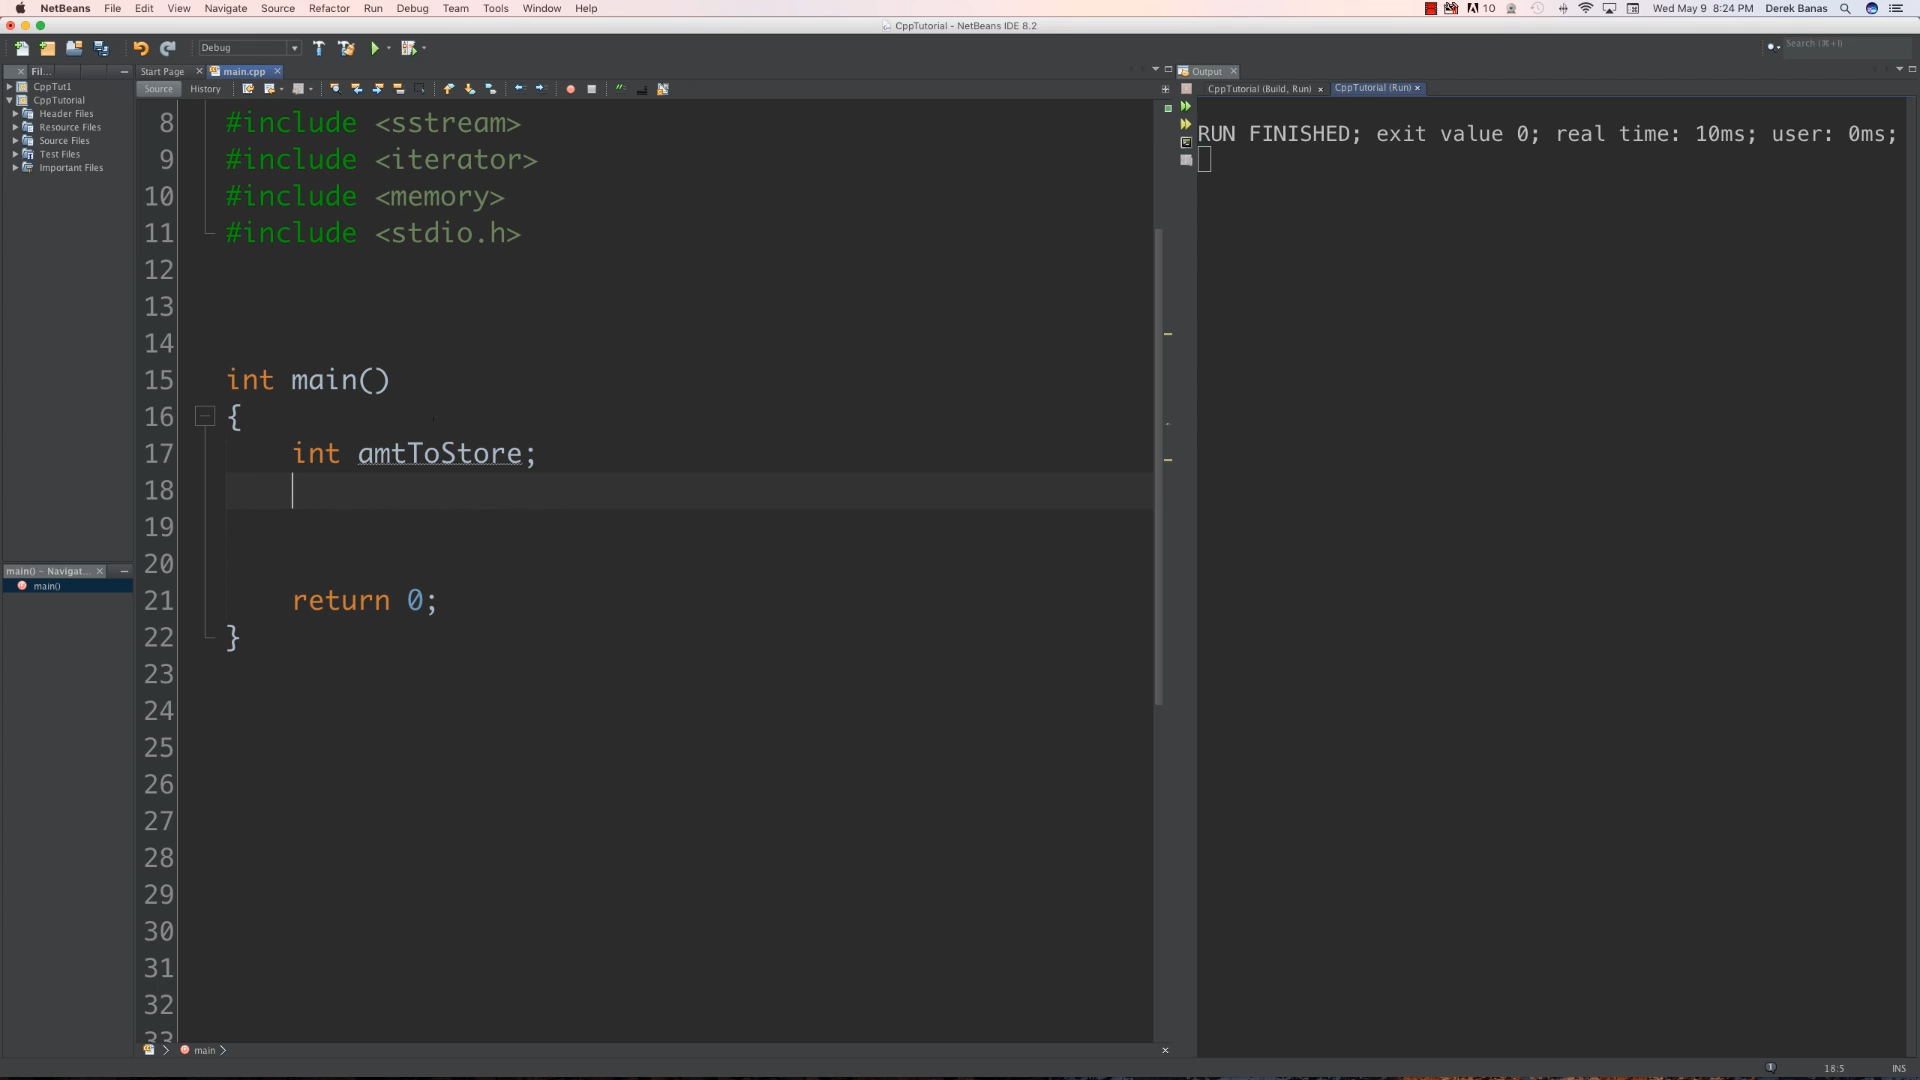 NetBeans File Edit View Navigate Source Refactor Run Debug Team Tools Window Help 10 Wed May 9 8:24 PM Derek Banas
CppTutorial - NetBeans IDE 8.2
Debug
Search (⌘+I)
Fil...
Start Page
main.cpp
Output
Source History
CppTutorial (Build, Run)
CppTutorial (Run)
CppTut1
CppTutorial
Header Files
Resource Files
Source Files
Test Files
Important Files
main() - Navigat...
main()
8 #include <sstream>
9 #include <iterator>
10 #include <memory>
11 #include <stdio.h>
12
13
14
15 int main()
16 {
17 int amtToStore;
18
19
20
21 return 0;
22 }
23
24
25
26
27
28
29
30
31
32
33
RUN FINISHED; exit value 0; real time: 10ms; user: 0ms;
main
18:5 INS